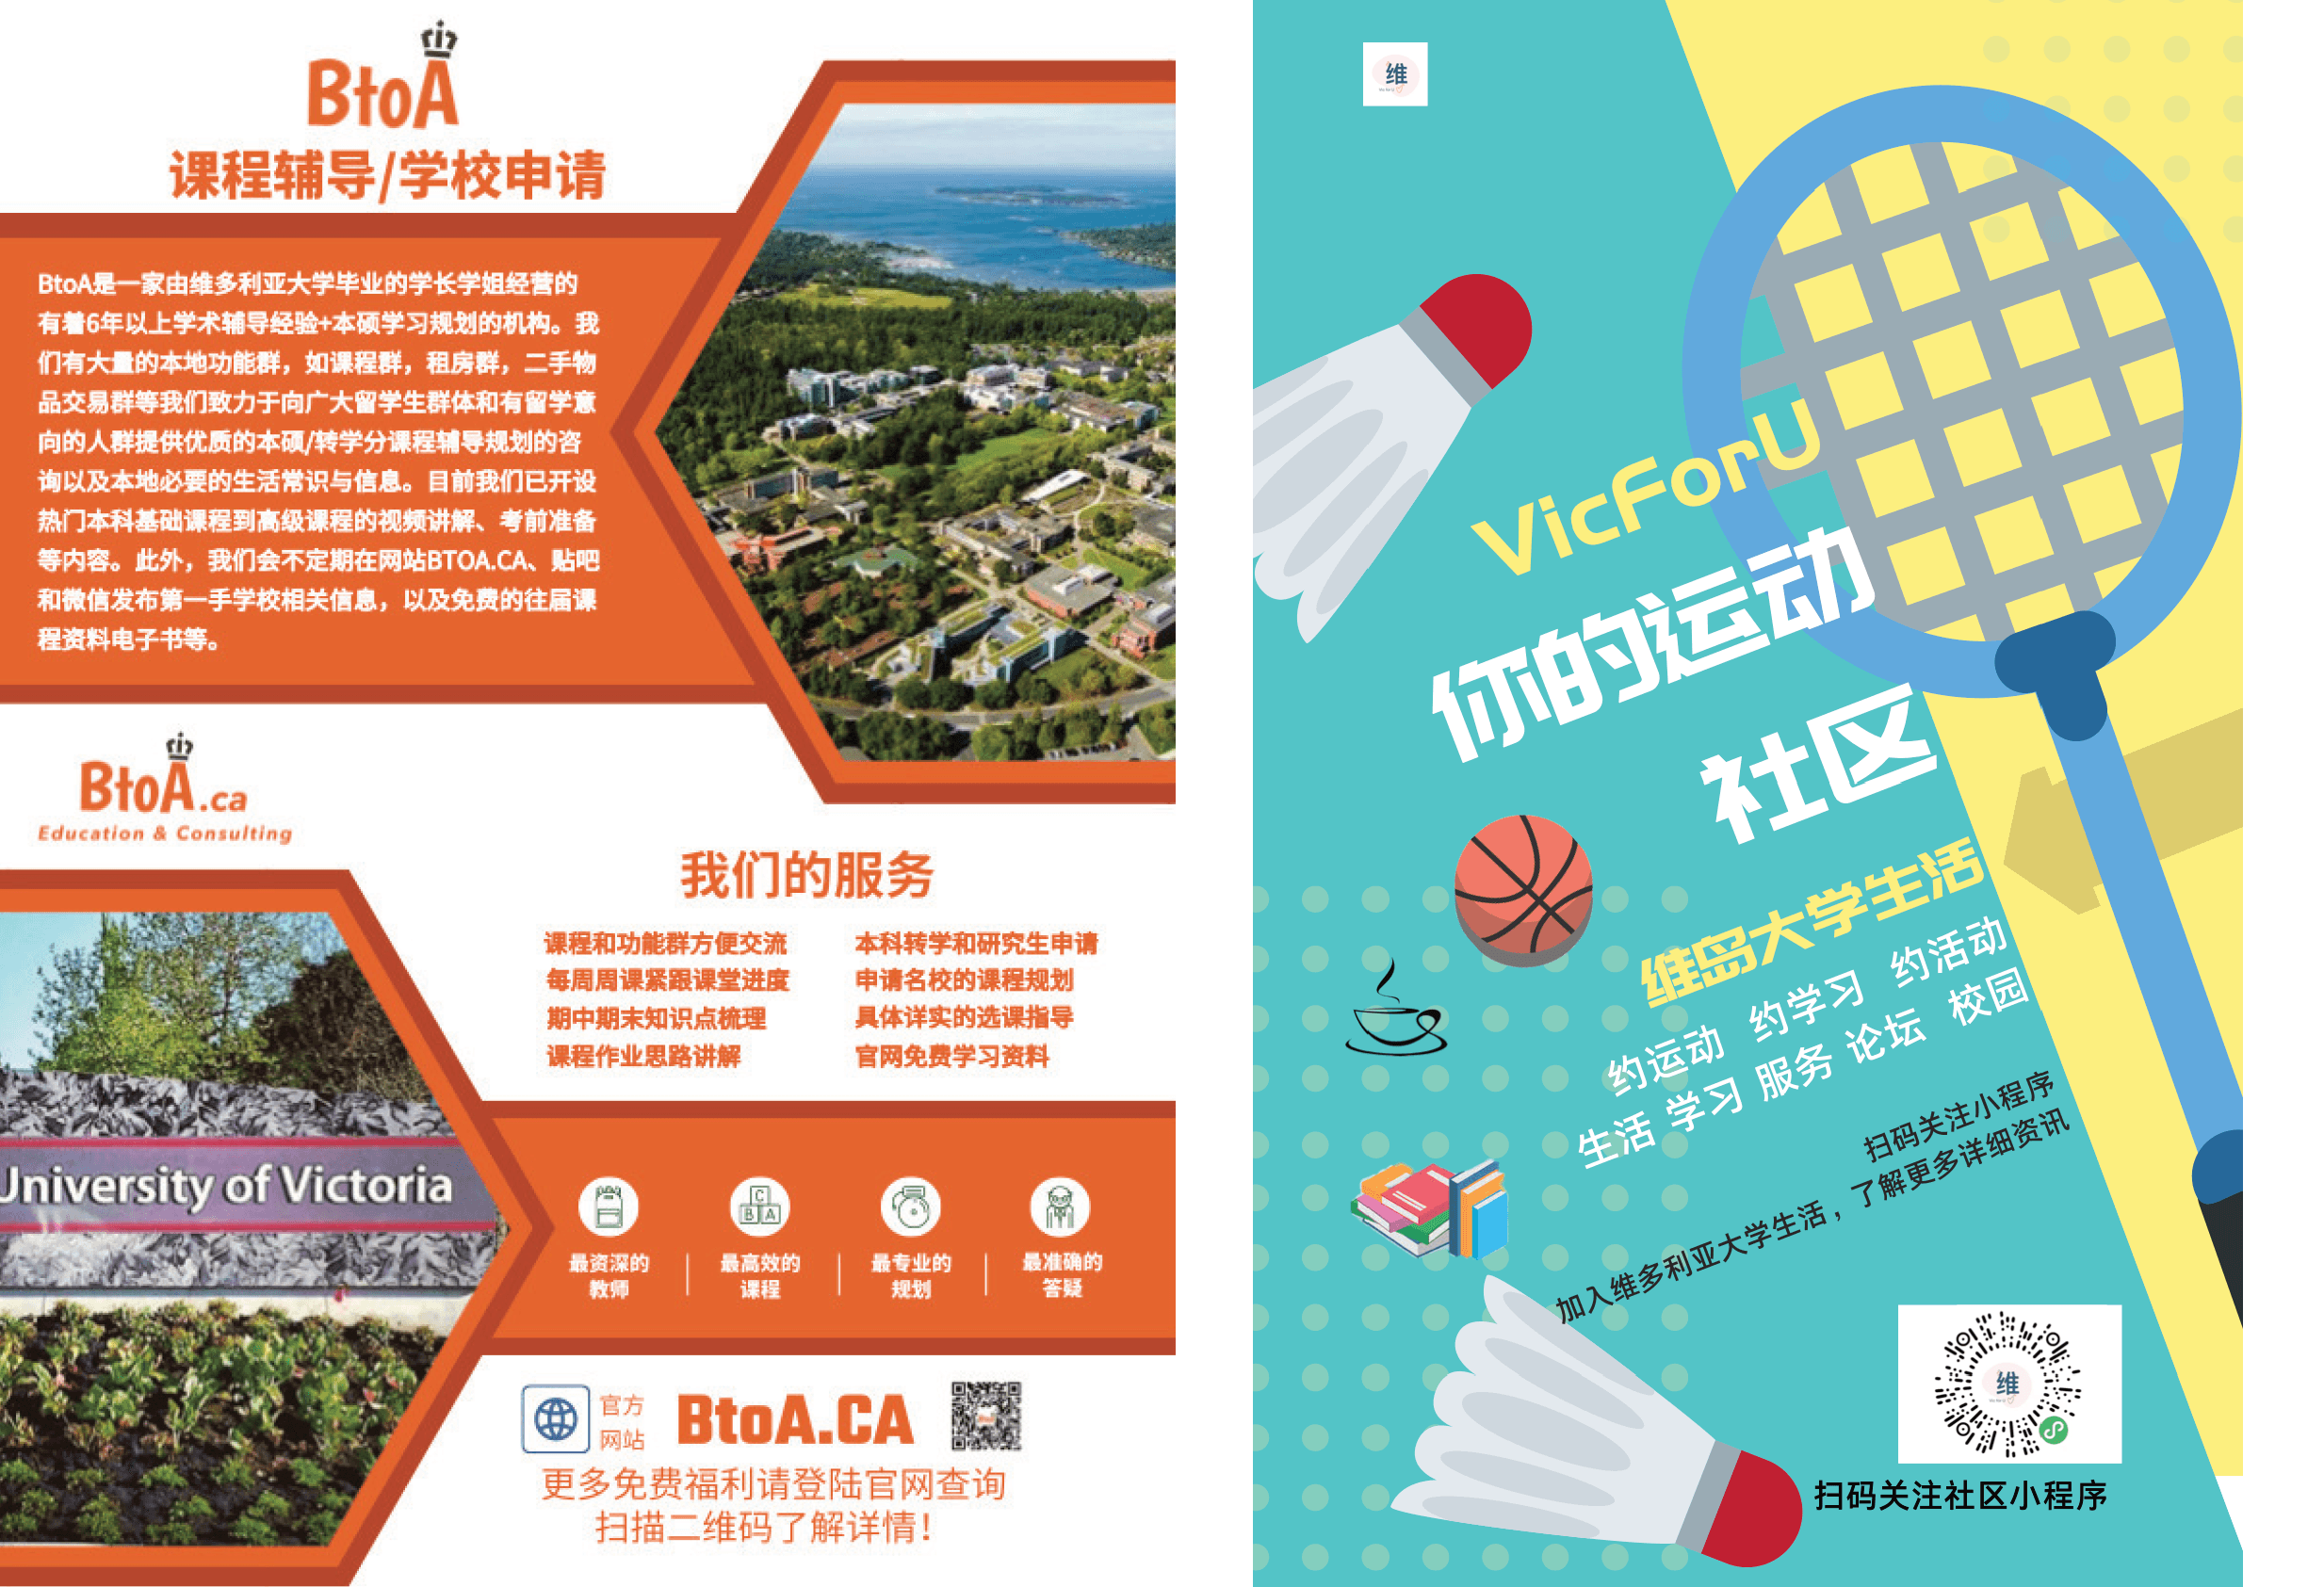 BtoA
课程辅导/学校申请
BtoA是一家由维多利亚大学毕业的学长学姐经营的
有着6年以上学术辅导经验+本硕学习规划的机构。我
们有大量的本地功能群，如课程群，租房群，二手物
品交易群等我们致力于向广大留学生群体和有留学意
向的人群提供优质的本硕/转学分课程辅导规划的咨
询以及本地必要的生活常识与信息。目前我们已开设
热门本科基础课程到高级课程的视频讲解、考前准备
等内容。此外，我们会不定期在网站BTOA.CA、贴吧
和微信发布第一手学校相关信息，以及免费的往届课
程资料电子书等。
BtoA.ca
Education & Consulting
我们的服务
课程和功能群方便交流
每周周课紧跟课堂进度
期中期末知识点梳理
课程作业思路讲解
本科转学和研究生申请
申请名校的课程规划
具体详实的选课指导
官网免费学习资料
University of Victoria
C
B A
最资深的
教师
最高效的
课程
最专业的
规划
最准确的
答疑
官方
网站
BtoA.CA
更多免费福利请登陆官网查询
扫描二维码了解详情！
维
VicForU
你的运动
社区
维岛大学生活
约运动 约学习 约活动
生活 学习 服务 论坛 校园
扫码关注小程序
加入维多利亚大学生活，了解更多详细资讯
维
扫码关注社区小程序